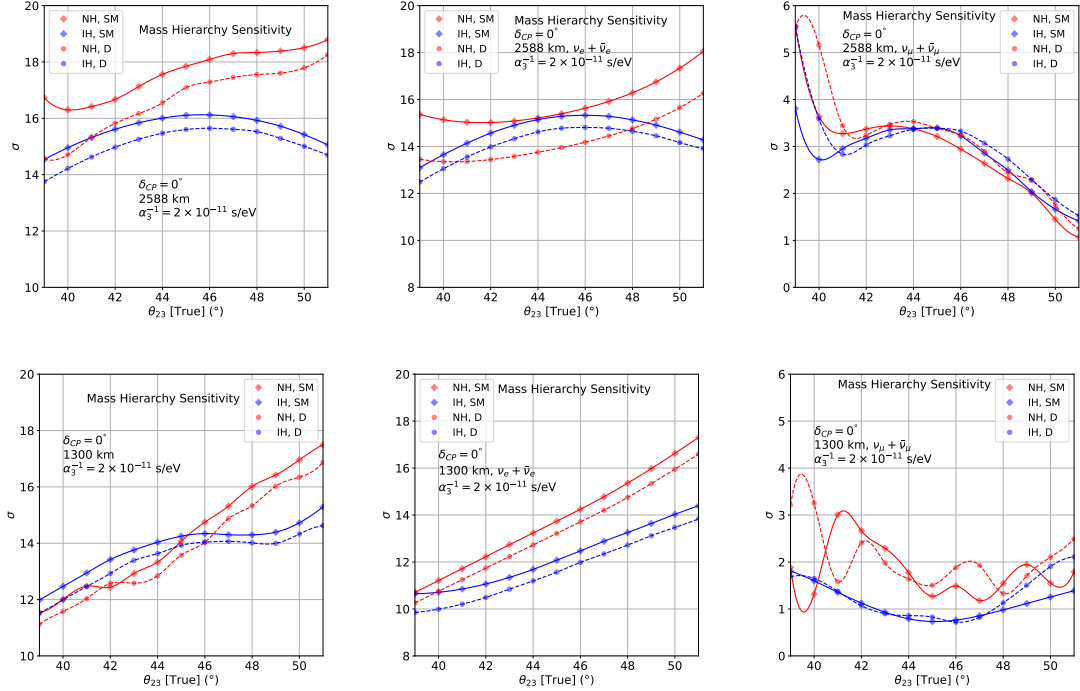 20
18
16
14
12
10
σ
40 42 44 46 48 50
θ23 [True] (°)
NH, SM
IH, SM
NH, D
IH, D
Mass Hierarchy Sensitivity
δCP = 0°
2588 km
α3⁻¹ = 2 × 10⁻¹¹ s/eV
20
18
16
14
12
10
8
σ
40 42 44 46 48 50
θ23 [True] (°)
NH, SM
IH, SM
NH, D
IH, D
Mass Hierarchy Sensitivity
δCP = 0°
2588 km, νe + ν̄e
α3⁻¹ = 2 × 10⁻¹¹ s/eV
6
5
4
3
2
1
0
σ
40 42 44 46 48 50
θ23 [True] (°)
Mass Hierarchy Sensitivity
δCP = 0°
2588 km, νμ + ν̄μ
α3⁻¹ = 2 × 10⁻¹¹ s/eV
NH, SM
IH, SM
NH, D
IH, D
20
18
16
14
12
10
σ
40 42 44 46 48 50
θ23 [True] (°)
Mass Hierarchy Sensitivity
NH, SM
IH, SM
NH, D
IH, D
δCP = 0°
1300 km
α3⁻¹ = 2 × 10⁻¹¹ s/eV
20
18
16
14
12
10
8
σ
40 42 44 46 48 50
θ23 [True] (°)
NH, SM
IH, SM
NH, D
IH, D
Mass Hierarchy Sensitivity
δCP = 0°
1300 km, νe + ν̄e
α3⁻¹ = 2 × 10⁻¹¹ s/eV
6
5
4
3
2
1
0
σ
40 42 44 46 48 50
θ23 [True] (°)
Mass Hierarchy Sensitivity
NH, SM
IH, SM
NH, D
IH, D
δCP = 0°
1300 km, νμ + ν̄μ
α3⁻¹ = 2 × 10⁻¹¹ s/eV